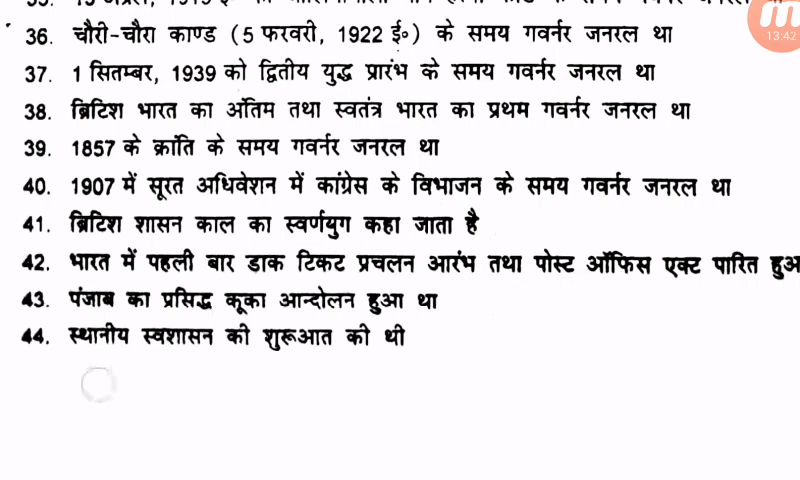 13:42
36. चौरी-चौरा काण्ड (5 फरवरी, 1922 ई०) के समय गवर्नर जनरल था
37. 1 सितम्बर, 1939 को द्वितीय युद्ध प्रारंभ के समय गवर्नर जनरल था
38. ब्रिटिश भारत का अंतिम तथा स्वतंत्र भारत का प्रथम गवर्नर जनरल था
39. 1857 के क्रांति के समय गवर्नर जनरल था
40. 1907 में सूरत अधिवेशन में कांग्रेस के विभाजन के समय गवर्नर जनरल था
41. ब्रिटिश शासन काल का स्वर्णयुग कहा जाता है
42. भारत में पहली बार डाक टिकट प्रचलन आरंभ तथा पोस्ट ऑफिस एक्ट पारित हुआ
43. पंजाब का प्रसिद्ध कूका आन्दोलन हुआ था
44. स्थानीय स्वशासन की शुरूआत की थी